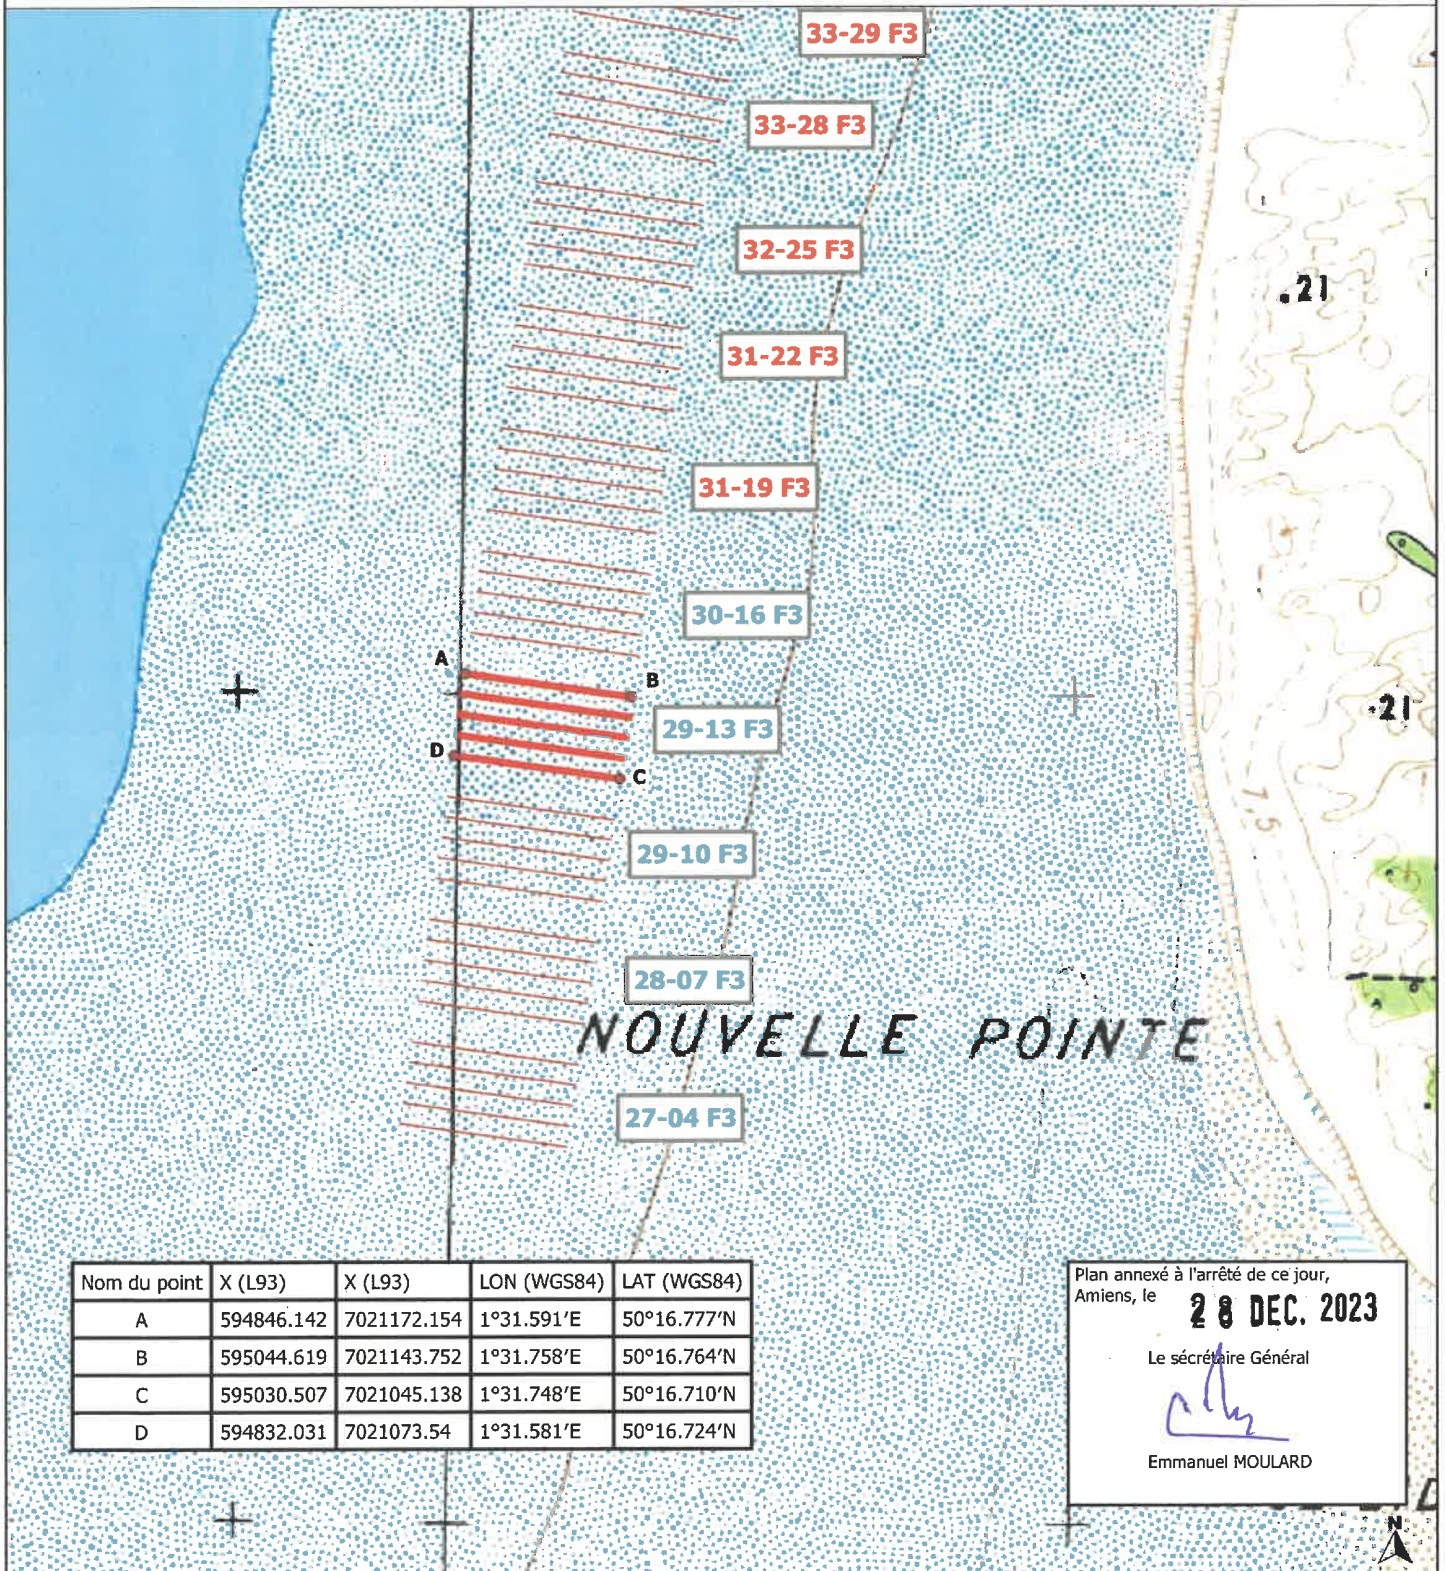 33-29 F3
33-28 F3
32-25 F3
.21
31-22 F3
31-19 F3
30-16 F3
A
B
29-13 F3
.21
D
C
7,5
29-10 F3
28-07 F3
NOUVELLE POINTE
27-04 F3
Nom du point X (L93) X (L93) LON (WGS84) LAT (WGS84)
A 594846.142 7021172.154 1°31.591'E 50°16.777'N
B 595044.619 7021143.752 1°31.758'E 50°16.764'N
C 595030.507 7021045.138 1°31.748'E 50°16.710'N
D 594832.031 7021073.54 1°31.581'E 50°16.724'N
Plan annexé à l'arrêté de ce jour,
Amiens, le 28 DEC. 2023
Le sécrétaire Général
Emmanuel MOULARD
N